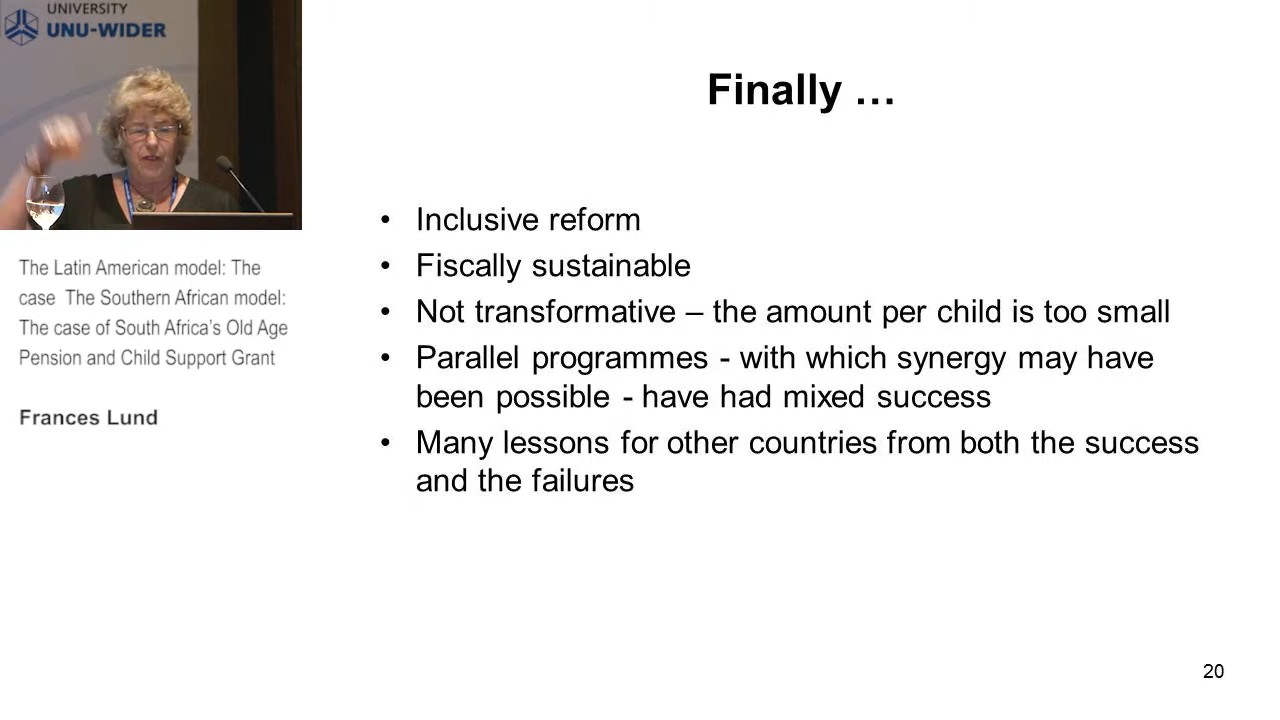 UNIVERSITY
UNU-WIDER
The Latin American model: The
case  The Southern African model:
The case of South Africa's Old Age
Pension and Child Support Grant
Frances Lund
Finally …
• Inclusive reform
• Fiscally sustainable
• Not transformative – the amount per child is too small
• Parallel programmes - with which synergy may have
been possible - have had mixed success
• Many lessons for other countries from both the success
and the failures
20